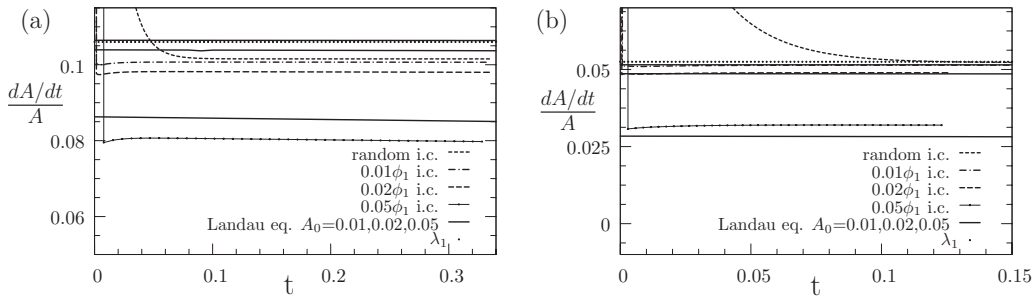 (a)
0.1
dA/dt
A
0.08
0.06
random i.c.
0.01ϕ₁ i.c.
0.02ϕ₁ i.c.
0.05ϕ₁ i.c.
Landau eq. A₀=0.01,0.02,0.05
λ₁
0 0.1 0.2 0.3
t
(b)
0.05
dA/dt
A
0.025
0
random i.c.
0.01ϕ₁ i.c.
0.02ϕ₁ i.c.
0.05ϕ₁ i.c.
Landau eq. A₀=0.01,0.02,0.05
λ₁
0 0.05 0.1 0.15
t